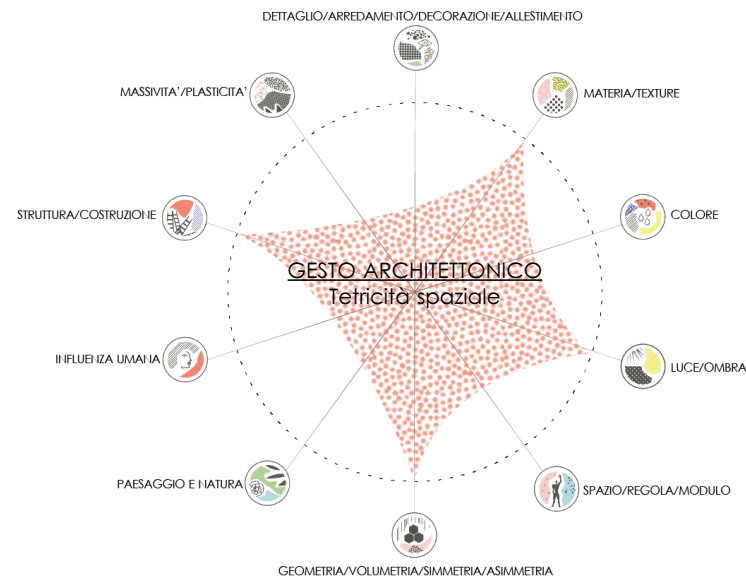 DETTAGLIO/ARREDAMENTO/DECORAZIONE/ALLESTIMENTO
MASSIVITA'/PLASTICITA'
MATERIA/TEXTURE
STRUTTURA/COSTRUZIONE
COLORE
GESTO ARCHITETTONICO
Tetricità spaziale
INFLUENZA UMANA
LUCE/OMBRA
PAESAGGIO E NATURA
SPAZIO/REGOLA/MODULO
GEOMETRIA/VOLUMETRIA/SIMMETRIA/ASIMMETRIA